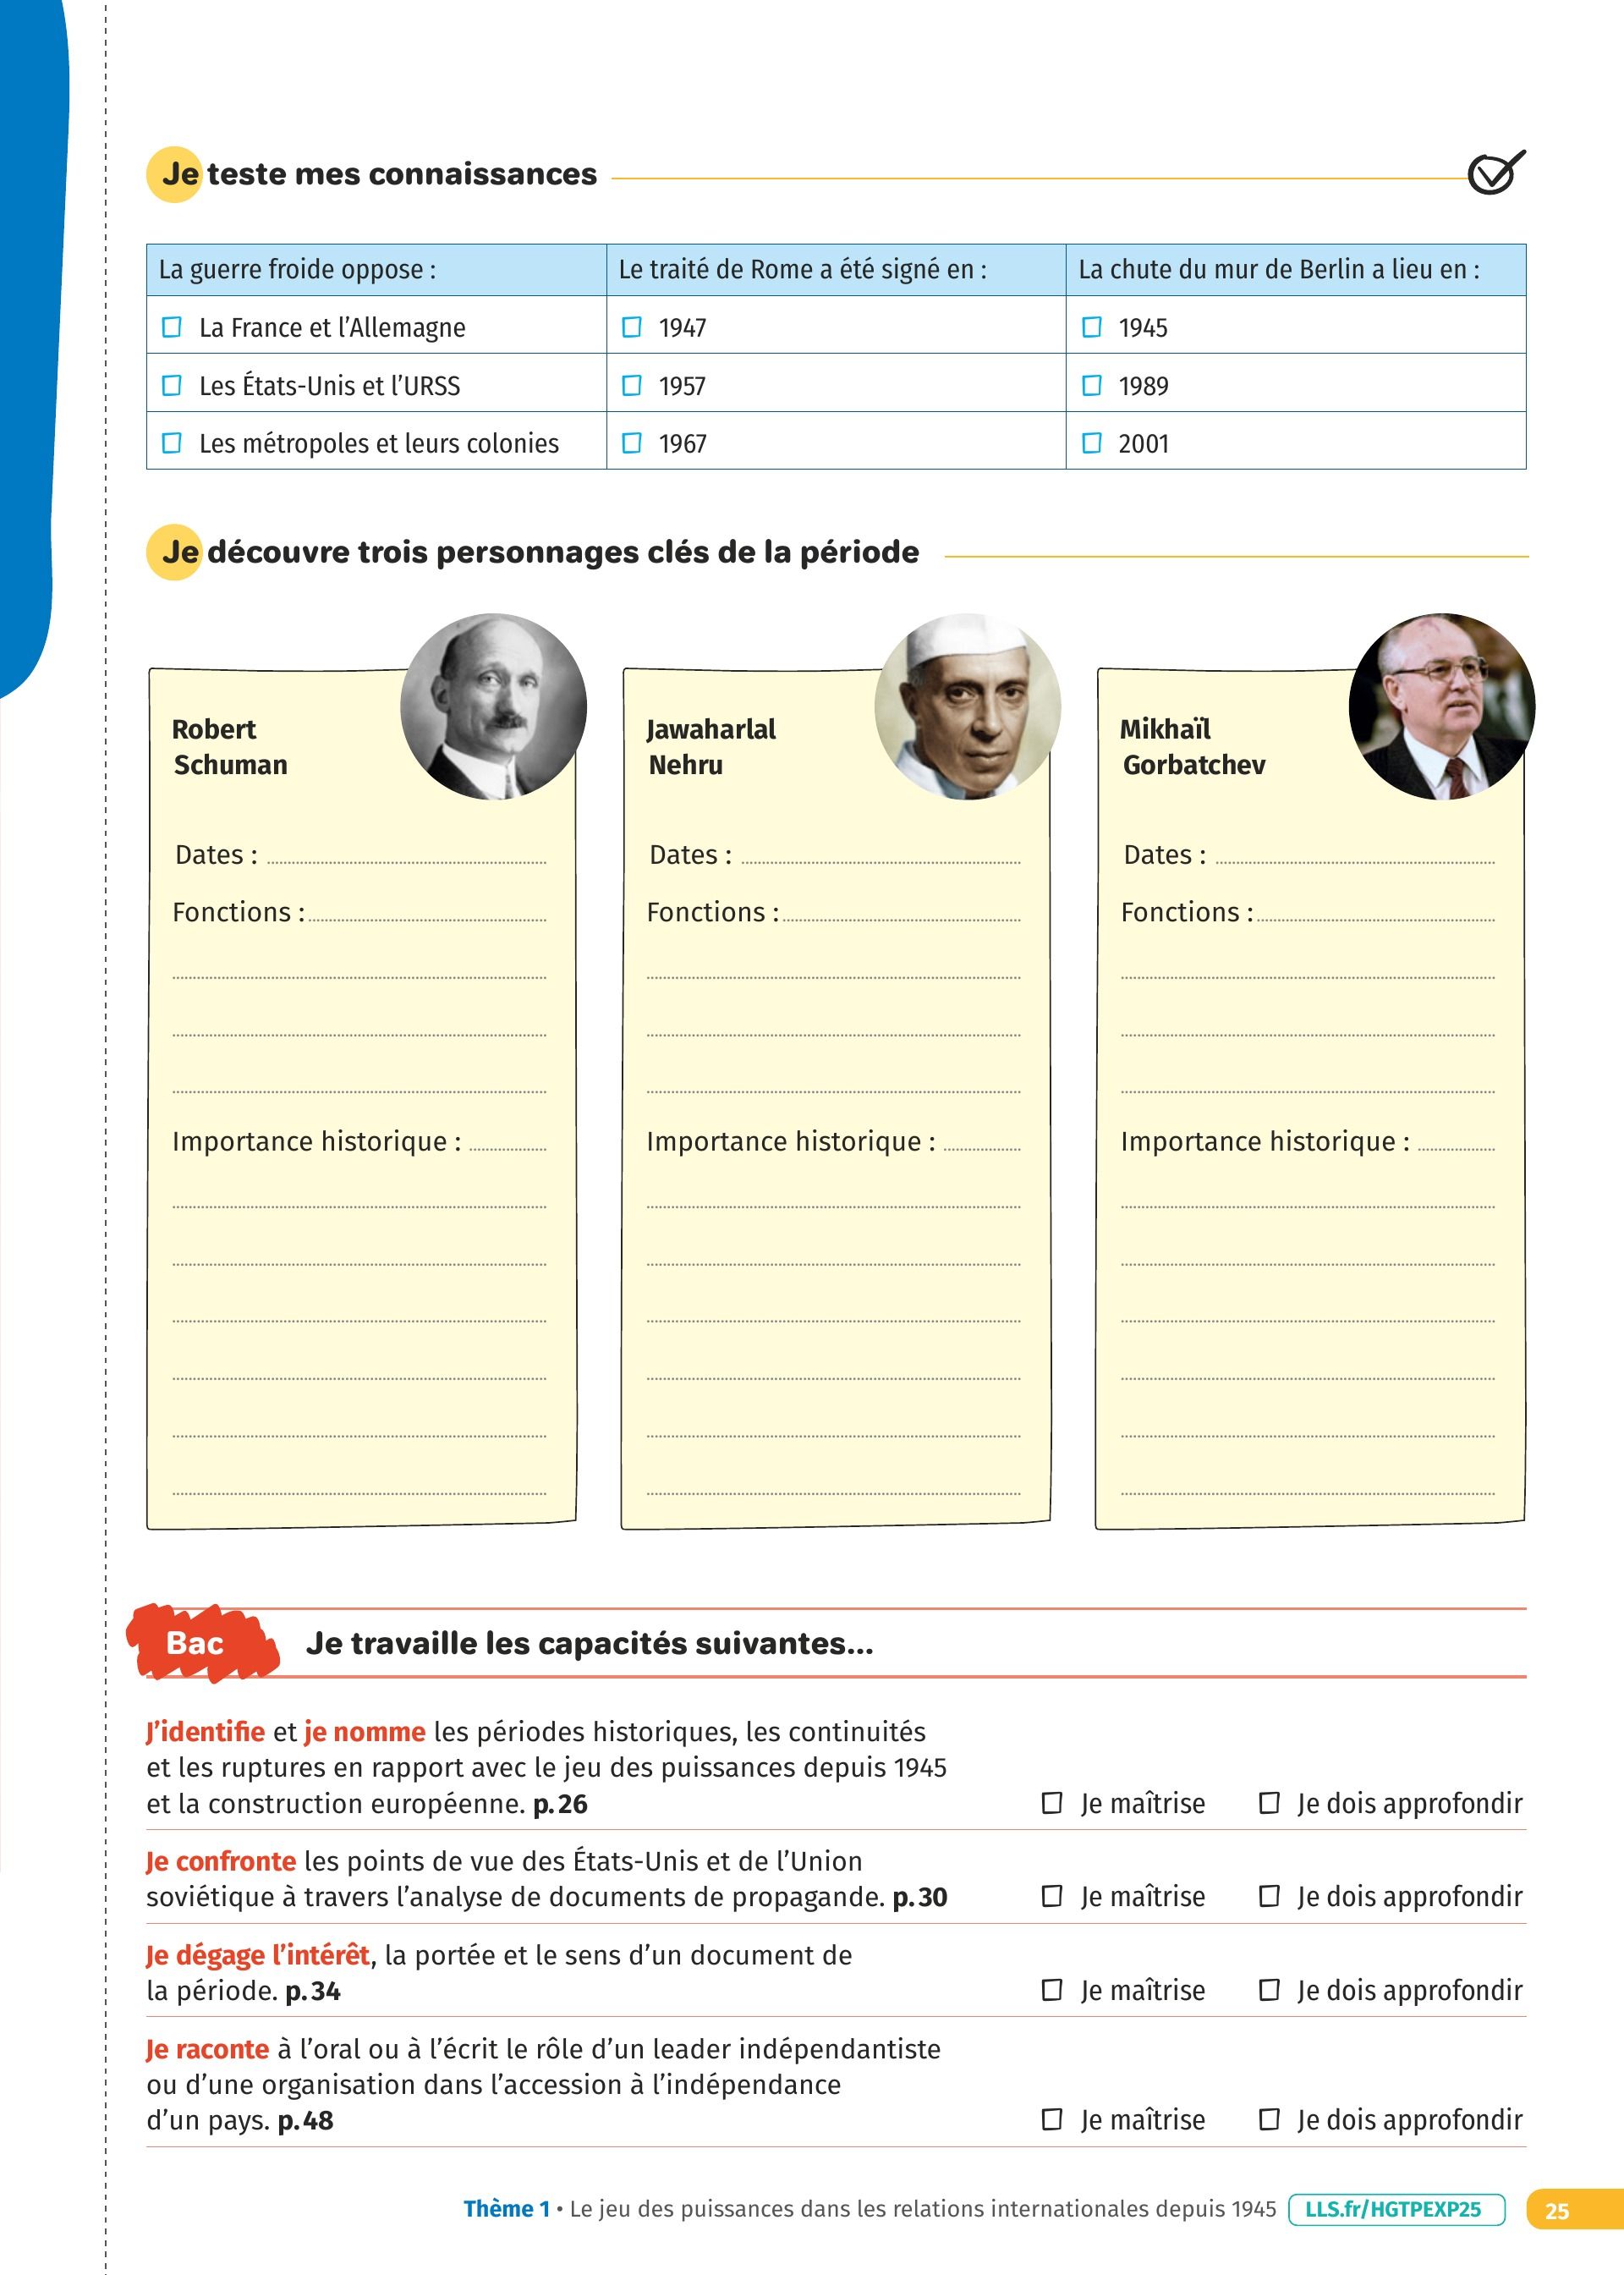 Je teste mes connaissances
La guerre froide oppose :
Le traité de Rome a été signé en :
La chute du mur de Berlin a lieu en :
La France et l’Allemagne
1947
1945
Les États-Unis et l’URSS
1957
1989
Les métropoles et leurs colonies
1967
2001
Je découvre trois personnages clés de la période
Robert
Schuman
Dates :
Fonctions :
Importance historique :
Jawaharlal
Nehru
Dates :
Fonctions :
Importance historique :
Mikhaïl
Gorbatchev
Dates :
Fonctions :
Importance historique :
Bac
Je travaille les capacités suivantes...
J’identifie et je nomme les périodes historiques, les continuités
et les ruptures en rapport avec le jeu des puissances depuis 1945
et la construction européenne. p. 26
Je maîtrise
Je dois approfondir
Je confronte les points de vue des États-Unis et de l’Union
soviétique à travers l’analyse de documents de propagande. p. 30
Je maîtrise
Je dois approfondir
Je dégage l’intérêt, la portée et le sens d’un document de
la période. p. 34
Je maîtrise
Je dois approfondir
Je raconte à l’oral ou à l’écrit le rôle d’un leader indépendantiste
ou d’une organisation dans l’accession à l’indépendance
d’un pays. p. 48
Je maîtrise
Je dois approfondir
Thème 1 • Le jeu des puissances dans les relations internationales depuis 1945
LLS.fr/HGTPEXP25
25